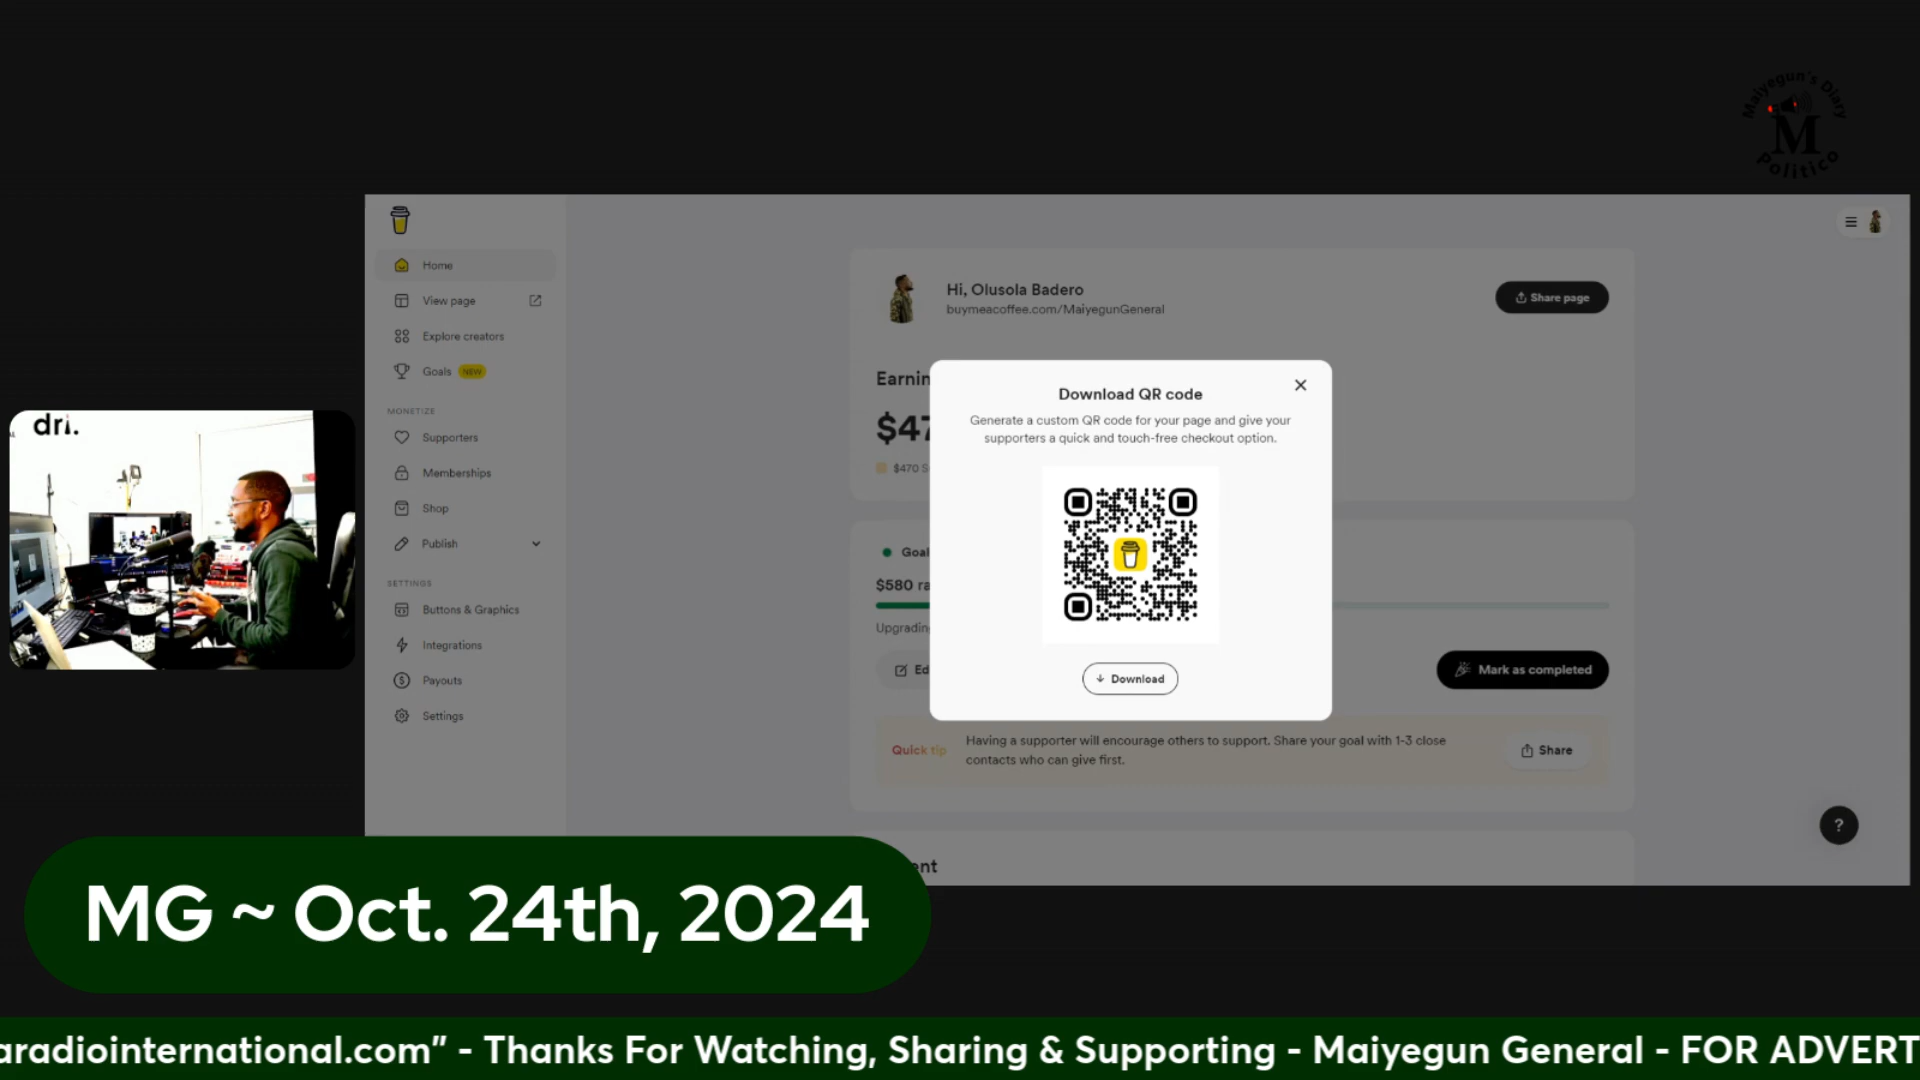 Maiyegun's Diary
M
Politico
Home
View page
Explore creators
Goals NEW
MONETIZE
Supporters
Memberships
Shop
Publish
SETTINGS
Buttons & Graphics
Integrations
Payouts
Settings
Hi, Olusola Badero
buymeacoffee.com/MaiyegunGeneral
Share page
Earnin
$47
$470 S
Download QR code
Generate a custom QR code for your page and give your
supporters a quick and touch-free checkout option.
Download
Goal
$580 ra
Upgradin
Ed
Mark as completed
Quick tip
Having a supporter will encourage others to support. Share your goal with 1-3 close
contacts who can give first.
Share
?
ent
dri.
MG ~ Oct. 24th, 2024
aradiointernational.com" - Thanks For Watching, Sharing & Supporting - Maiyegun General - FOR ADVERT